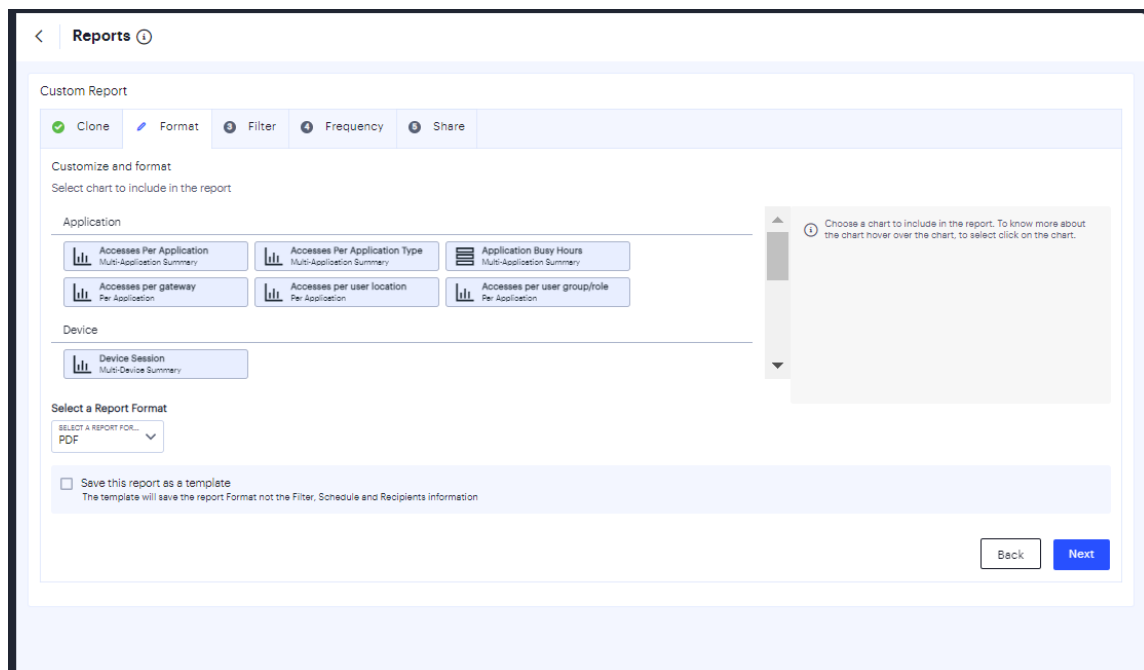 Reports
Custom Report
Clone
Format
3 Filter
4 Frequency
5 Share
Customize and format
Select chart to include in the report
Application
Accesses Per Application
Multi-Application Summary
Accesses Per Application Type
Multi-Application Summary
Application Busy Hours
Multi-Application Summary
Accesses per gateway
Per Application
Accesses per user location
Per Application
Accesses per user group/role
Per Application
Device
Device Session
Multi-Device Summary
Choose a chart to include in the report. To know more about
the chart hover over the chart, to select click on the chart.
Select a Report Format
SELECT A REPORT FOR...
PDF
Save this report as a template
The template will save the report Format not the Filter, Schedule and Recipients information
Back
Next